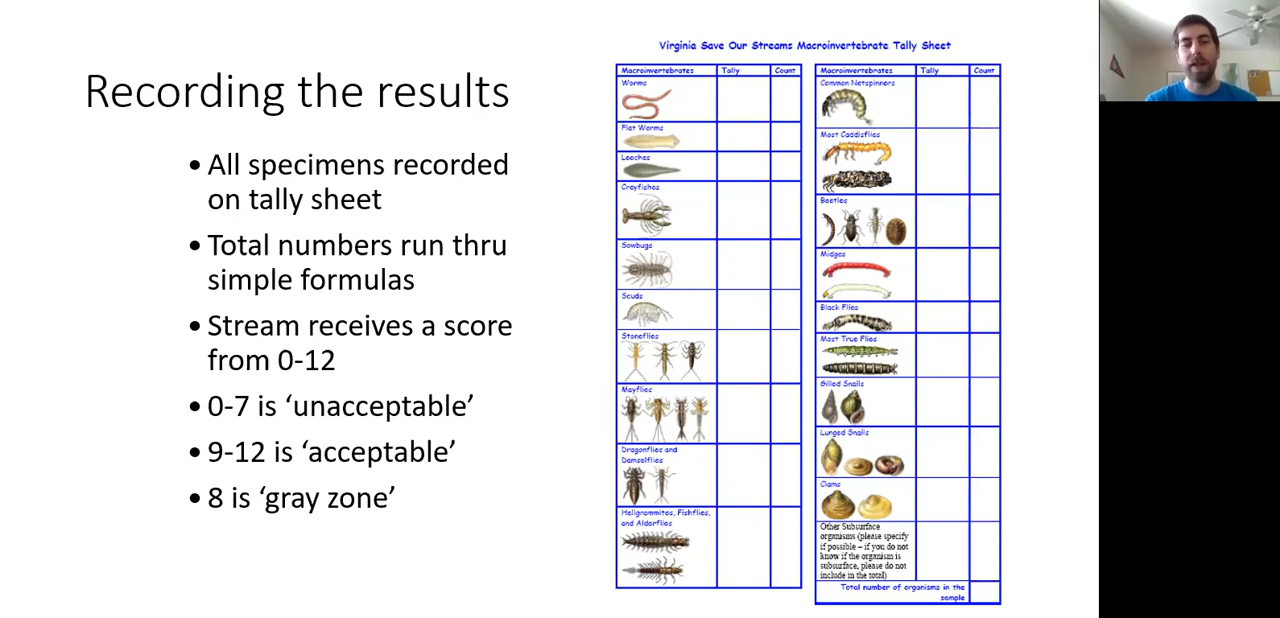 Recording the results
• All specimens recorded
on tally sheet
• Total numbers run thru
simple formulas
• Stream receives a score
from 0-12
• 0-7 is ‘unacceptable’
• 9-12 is ‘acceptable’
• 8 is ‘gray zone’
Virginia Save Our Streams Macroinvertebrate Tally Sheet
Macroinvertebrates Tally Count
Worms
Flat Worms
Leeches
Crayfishes
Sowbugs
Scuds
Stoneflies
Mayflies
Dragonflies and
Damselflies
Hellgrammites, Fishflies,
and Alderflies
Macroinvertebrates Tally Count
Common Netspinners
Most Caddisflies
Beetles
Midges
Black Flies
Most True Flies
Gilled Snails
Lunged Snails
Clams
Other Subsurface
organisms (please specify
if possible – if you do not
know if the organism is
subsurface, please do not
include in the total)
Total number of organisms in the
sample